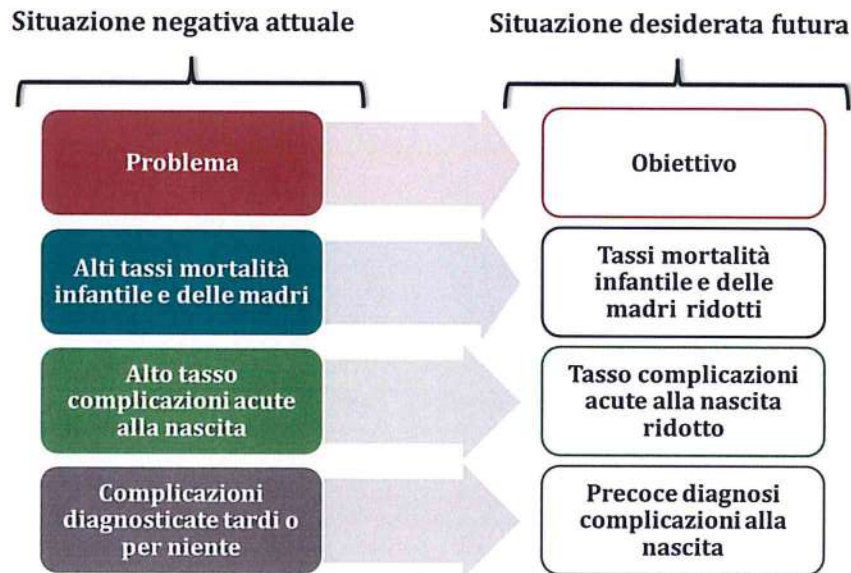 Situazione negativa attuale
Situazione desiderata futura
Problema
Obiettivo
Alti tassi mortalità
infantile e delle madri
Tassi mortalità
infantile e delle
madri ridotti
Alto tasso
complicazioni acute
alla nascita
Tasso complicazioni
acute alla nascita
ridotto
Complicazioni
diagnosticate tardi o
per niente
Precoce diagnosi
complicazioni alla
nascita